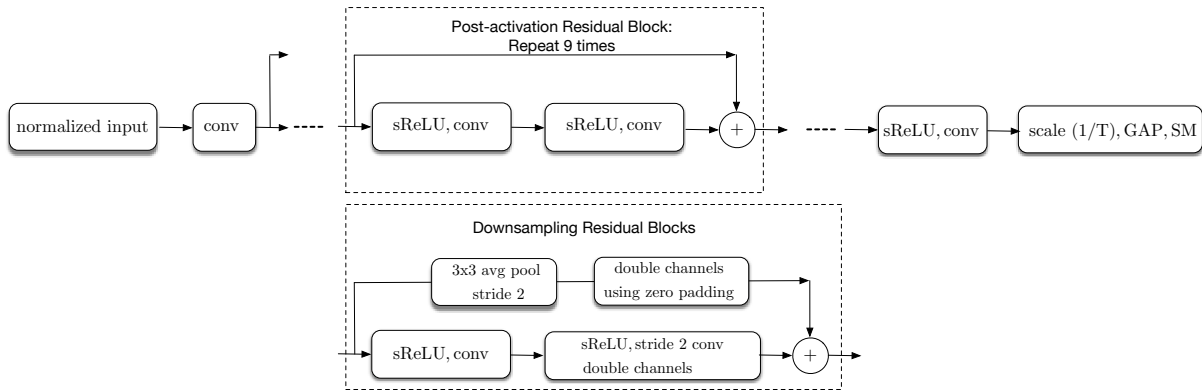 Post-activation Residual Block:
Repeat 9 times
normalized input
conv
sReLU, conv
sReLU, conv
+
sReLU, conv
scale (1/T), GAP, SM
Downsampling Residual Blocks
3x3 avg pool
stride 2
double channels
using zero padding
sReLU, conv
sReLU, stride 2 conv
double channels
+